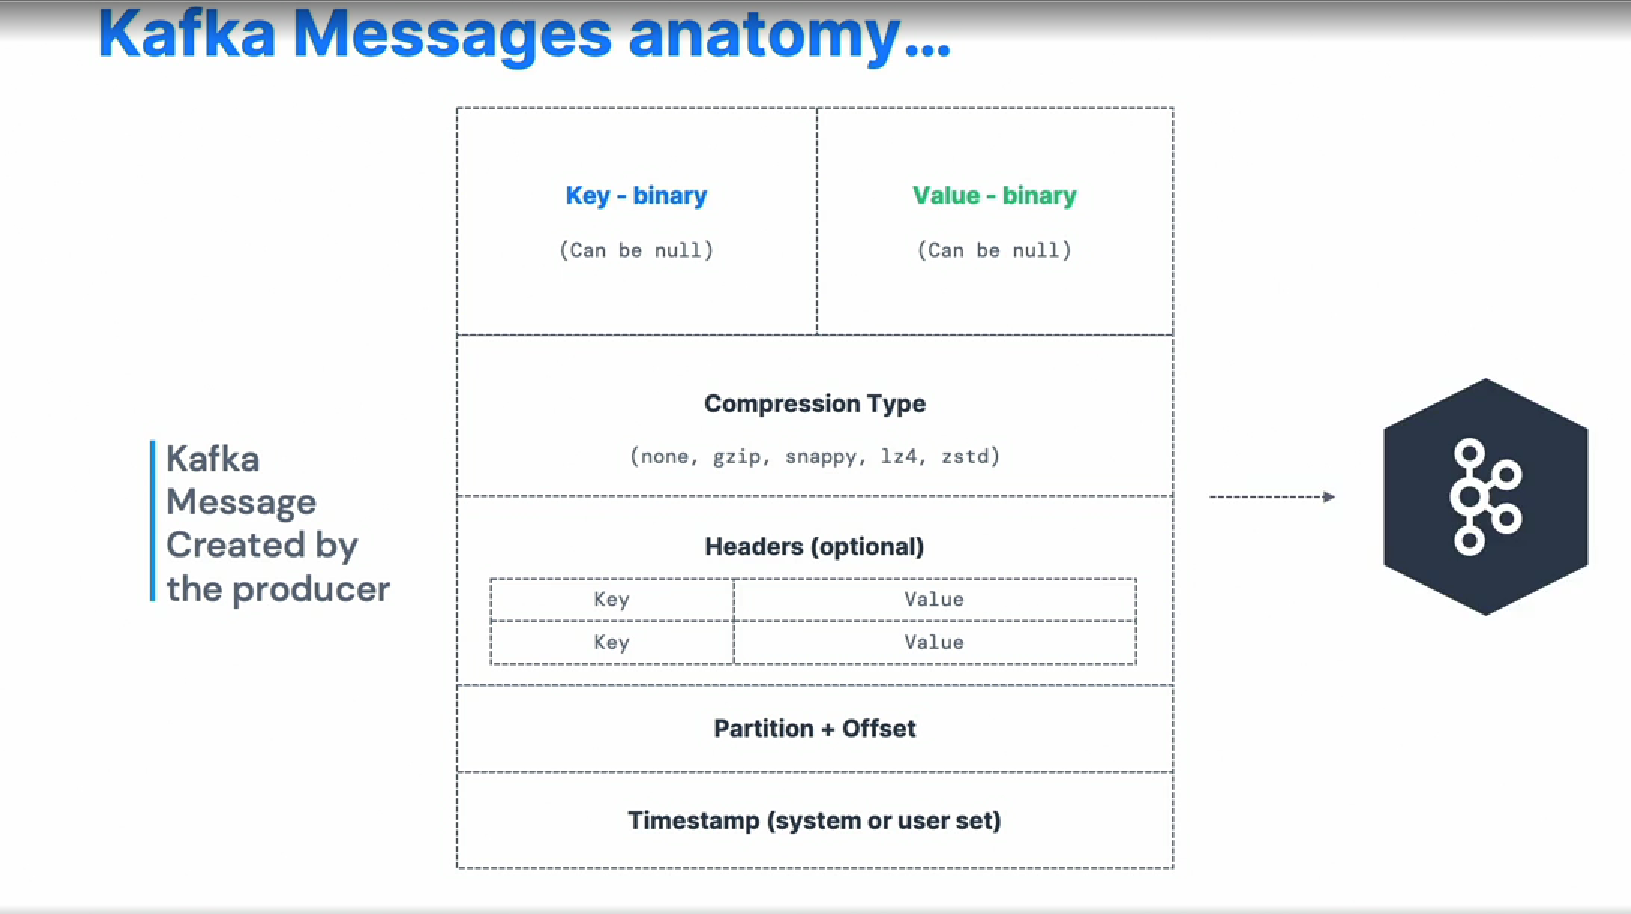 Kafka Messages anatomy...
Key - binary
Value - binary
(Can be null)
(Can be null)
Compression Type
(none, gzip, snappy, lz4, zstd)
Kafka
Message
Created by
the producer
Headers (optional)
Key
Value
Key
Value
Partition + Offset
Timestamp (system or user set)